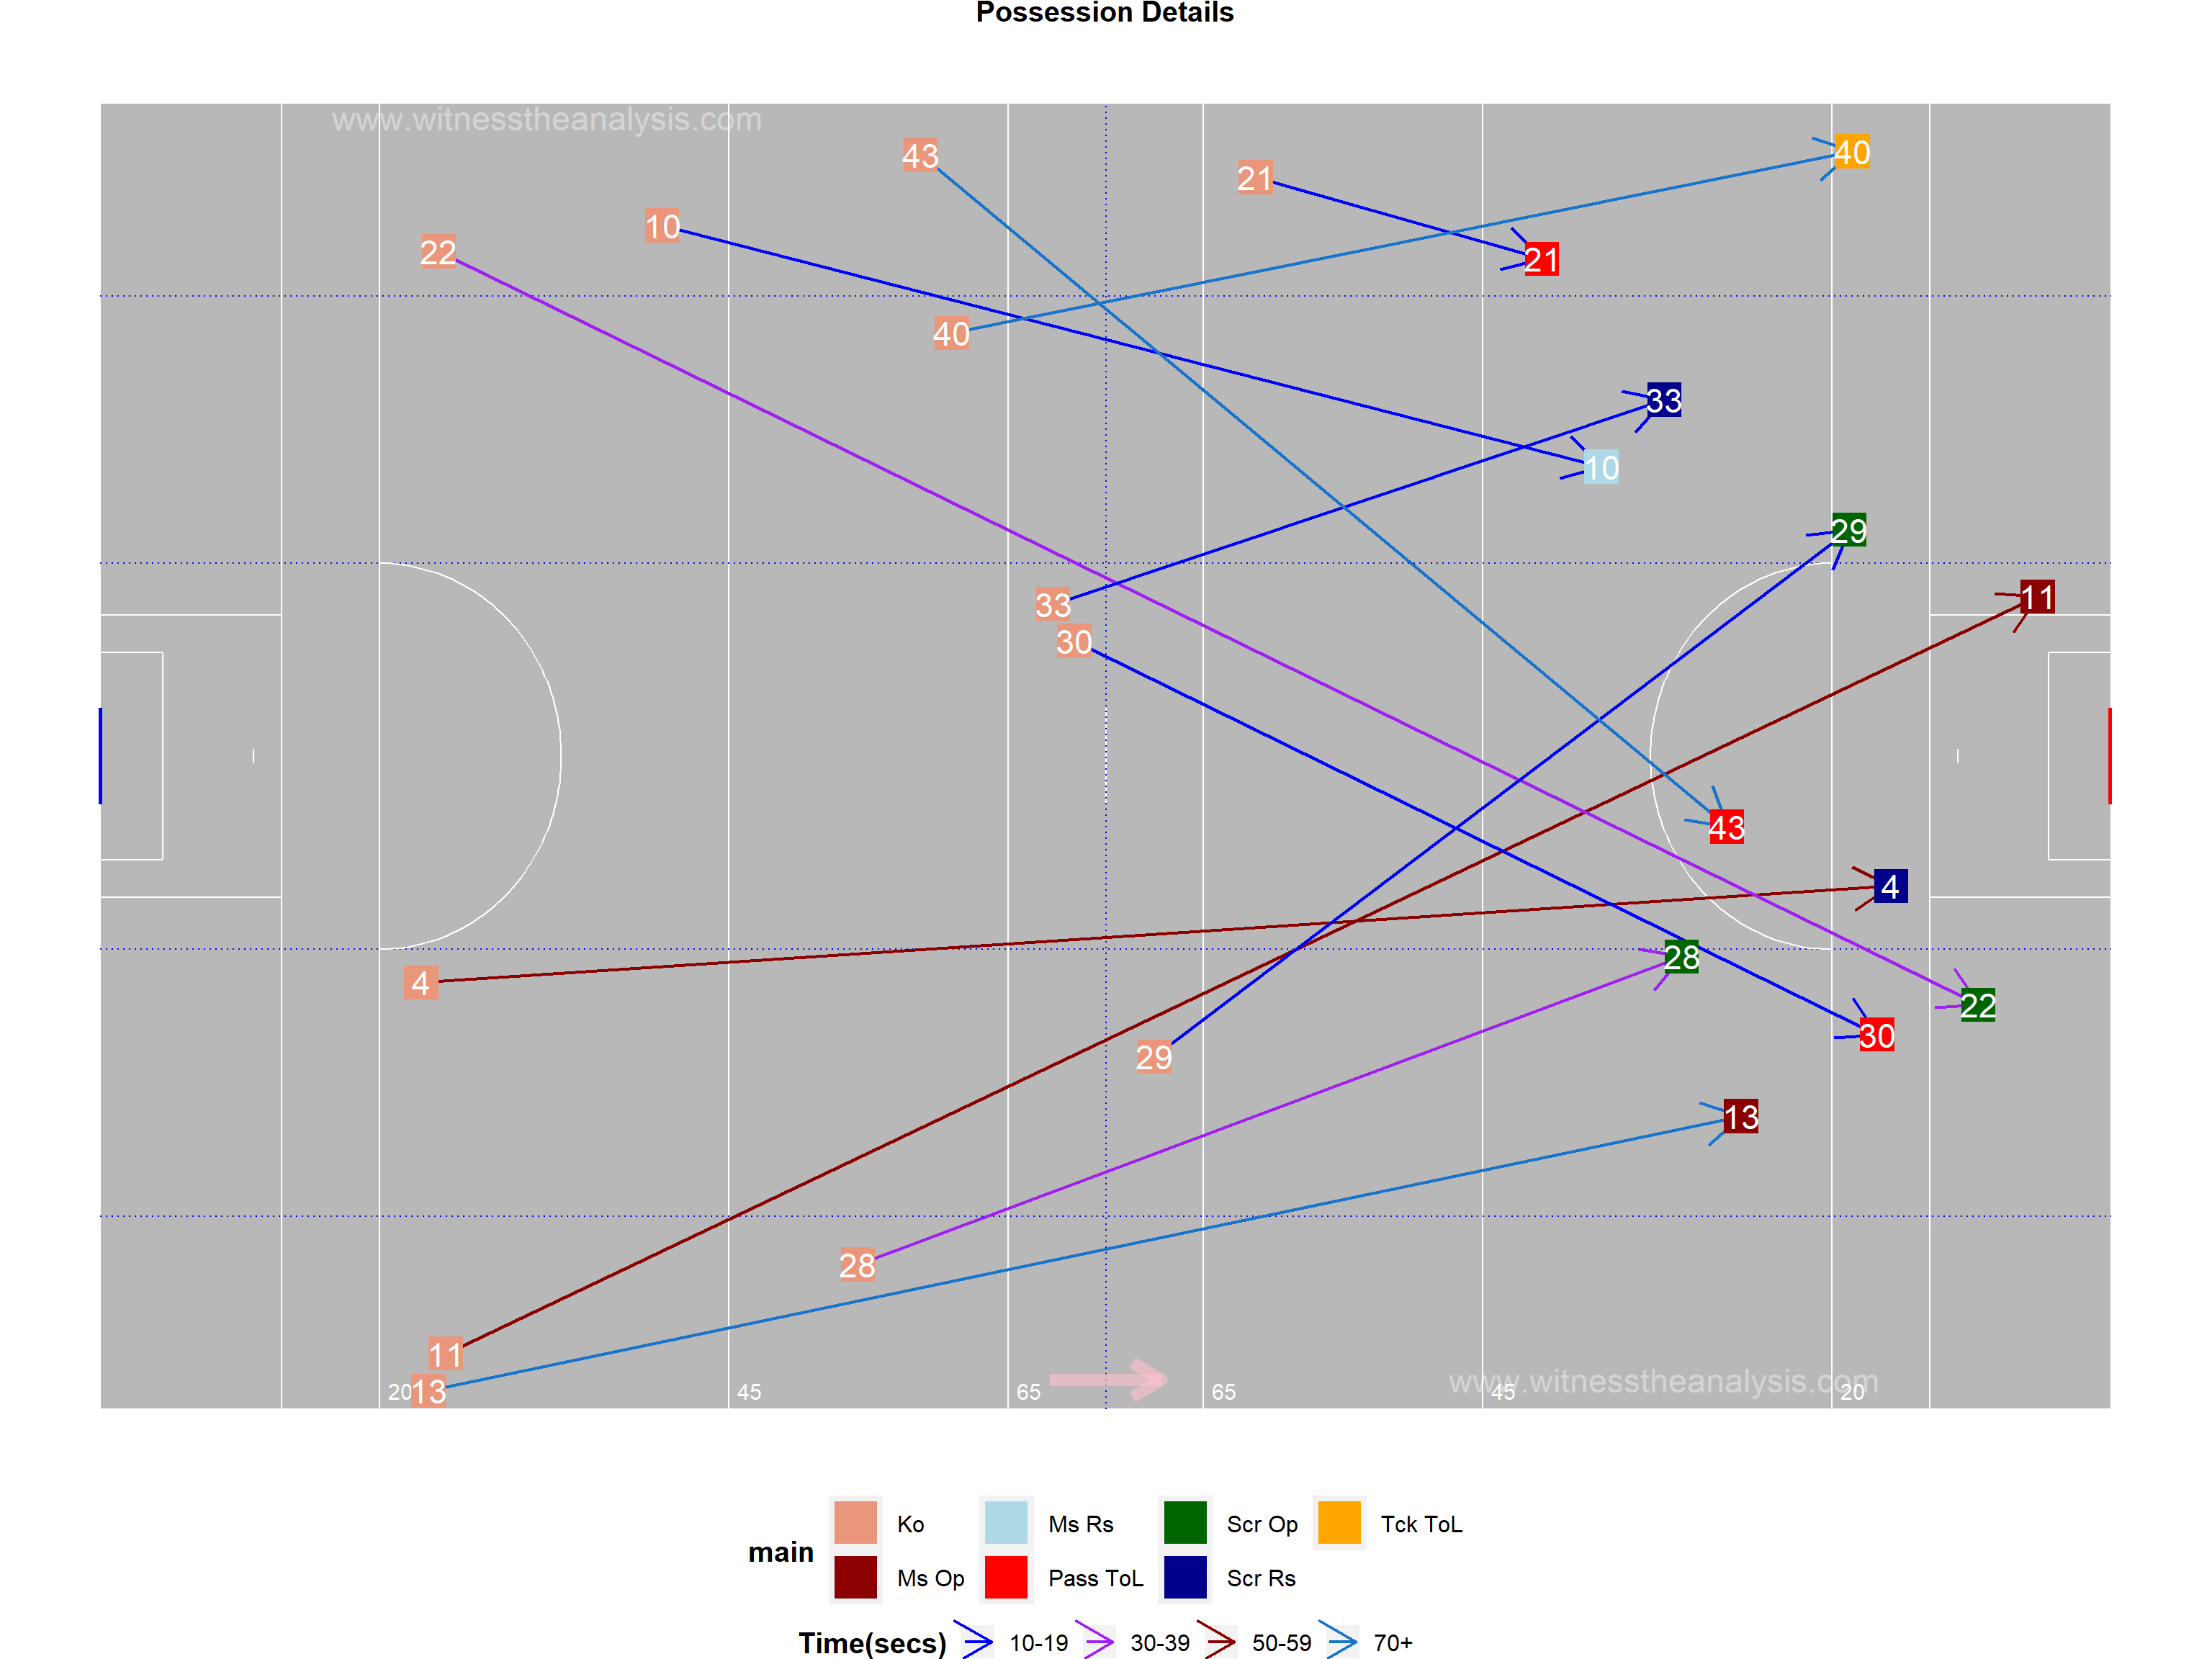 Possession Details
www.witnesstheanalysis.com
43
40
21
10
22
21
40
33
10
29
33
11
30
43
4
28
4
22
30
29
13
28
11
www.witnesstheanalysis.com
20
13
45
65
65
45
20
main
Ko
Ms Rs
Scr Op
Tck ToL
Ms Op
Pass ToL
Scr Rs
Time(secs)
10-19
30-39
50-59
70+